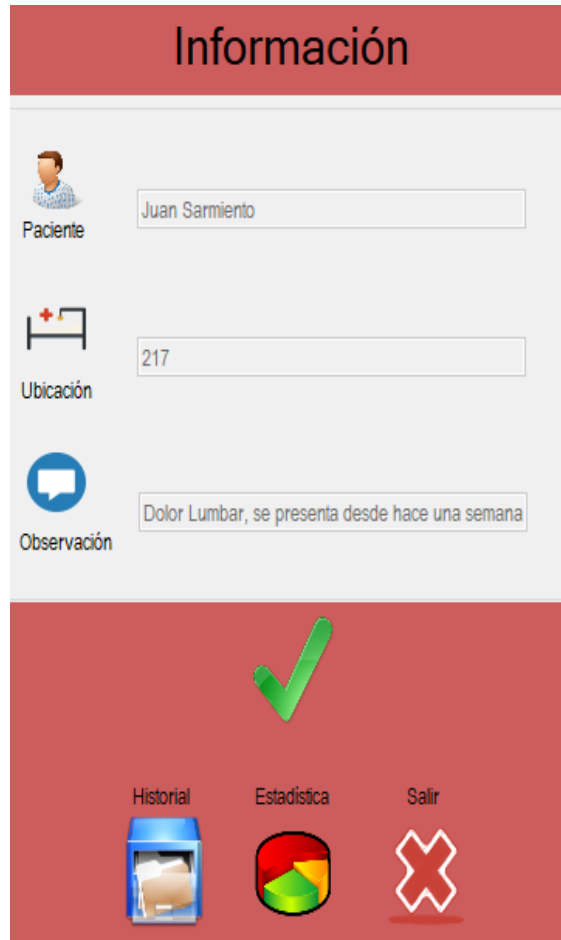 Información
Paciente
Juan Sarmiento
Ubicación
217
Observación
Dolor Lumbar, se presenta desde hace una semana
Historial
Estadística
Salir